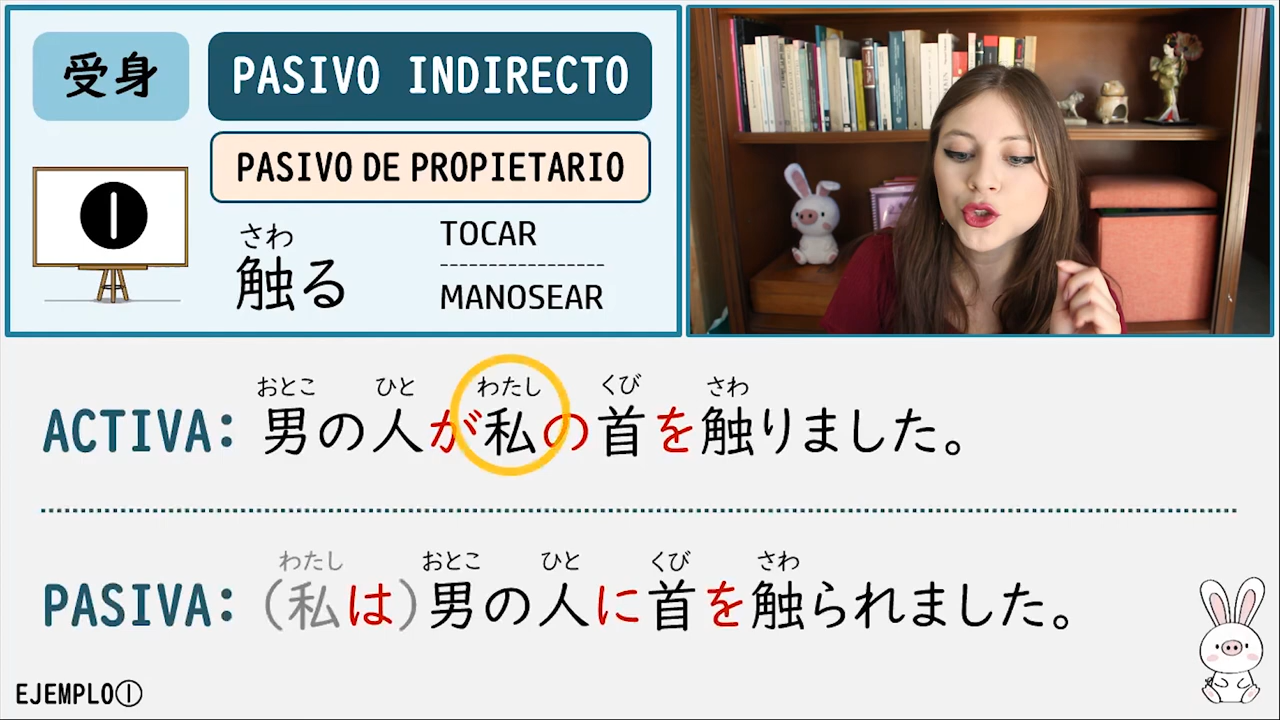 受身
PASIVO INDIRECTO
PASIVO DE PROPIETARIO
さわ
触る
TOCAR
MANOSEAR
おとこ ひと わたし くび さわ
ACTIVA: 男の人が私の首を触りました。
わたし おとこ ひと くび さわ
PASIVA: (私は)男の人に首を触られました。
EJEMPLO①